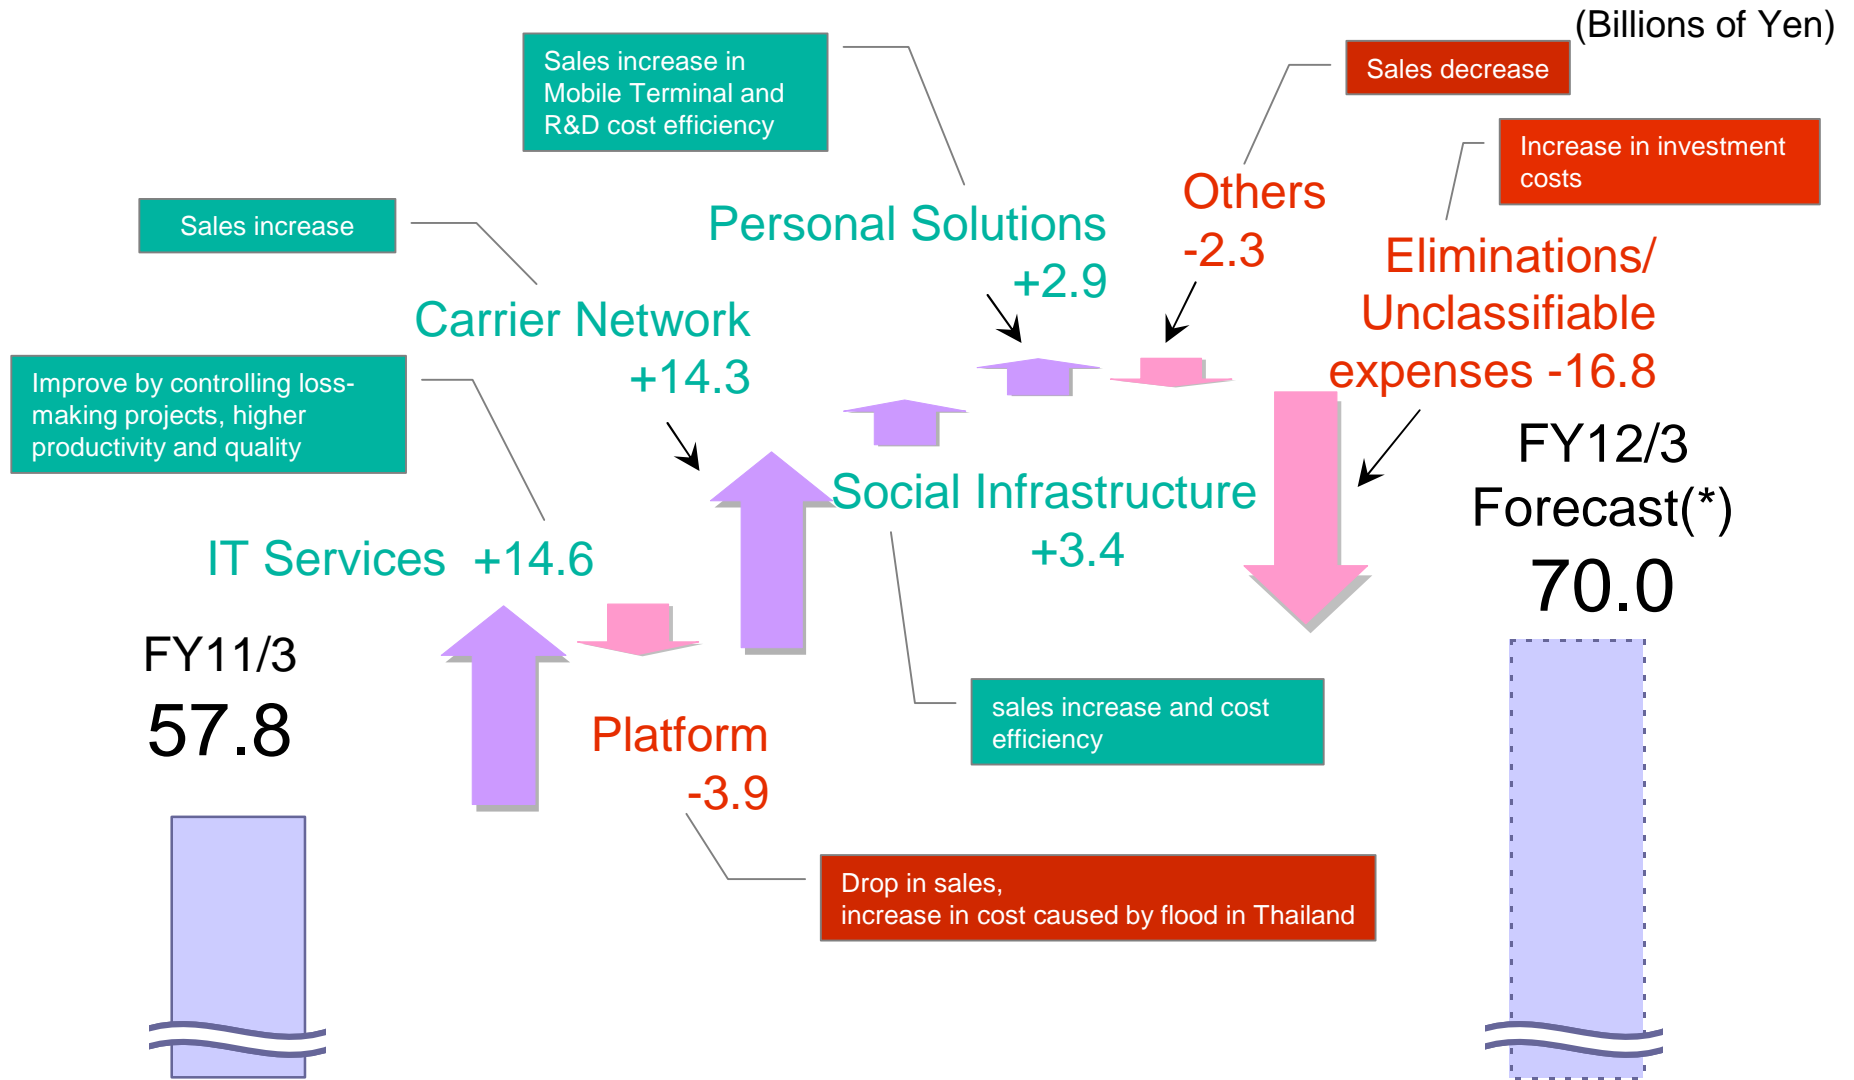 (Billions of Yen)
Sales increase in
Mobile Terminal and
R&D cost efficiency
Sales decrease
Increase in investment
costs
Sales increase
Personal Solutions
+2.9
Others
-2.3
Eliminations/
Unclassifiable
expenses -16.8
Carrier Network
+14.3
Improve by controlling loss-
making projects, higher
productivity and quality
Social Infrastructure
+3.4
FY12/3
Forecast(*)
70.0
IT Services +14.6
FY11/3
57.8
Platform
-3.9
sales increase and cost
efficiency
Drop in sales,
increase in cost caused by flood in Thailand